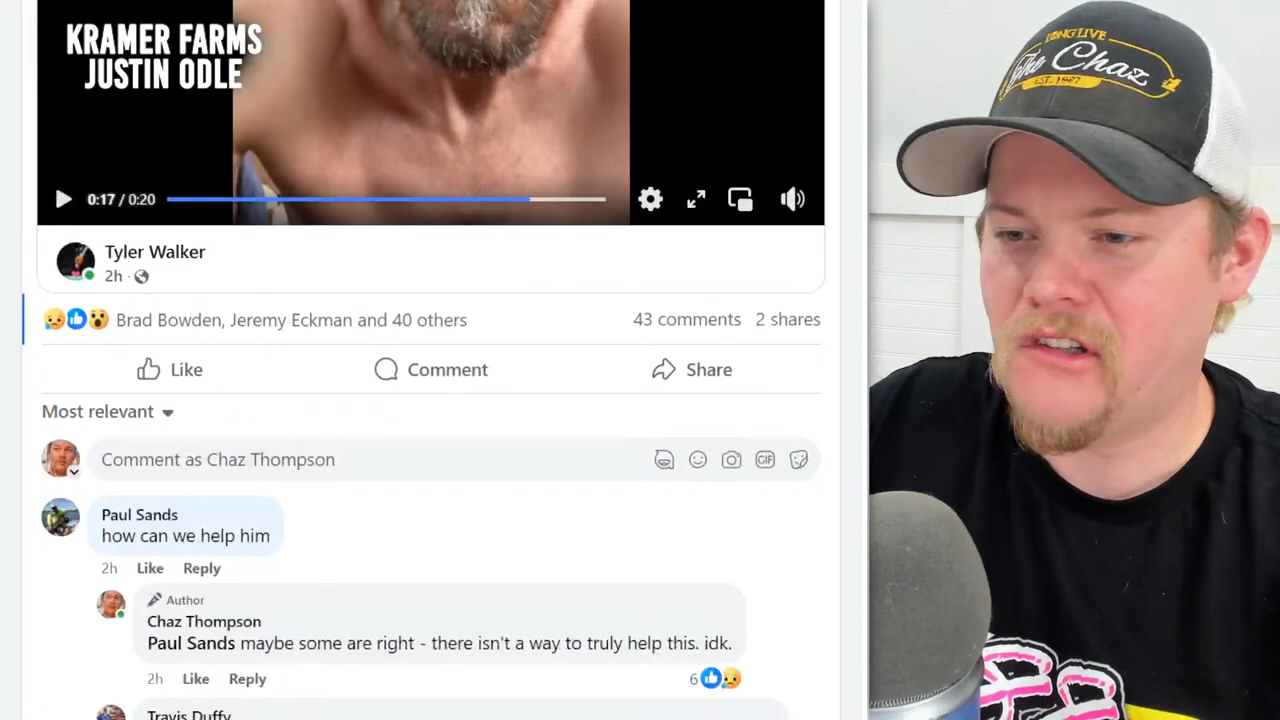 KRAMER FARMS
JUSTIN ODLE
0:17 / 0:20
Tyler Walker
2h
Brad Bowden, Jeremy Eckman and 40 others
43 comments 2 shares
Like Comment Share
Most relevant
Comment as Chaz Thompson
GIF
Paul Sands
how can we help him
2h Like Reply
Author
Chaz Thompson
Paul Sands maybe some are right - there isn't a way to truly help this. idk.
2h Like Reply
6
Travis Duffy
LONG LIVE
The Chaz
EST. 1987